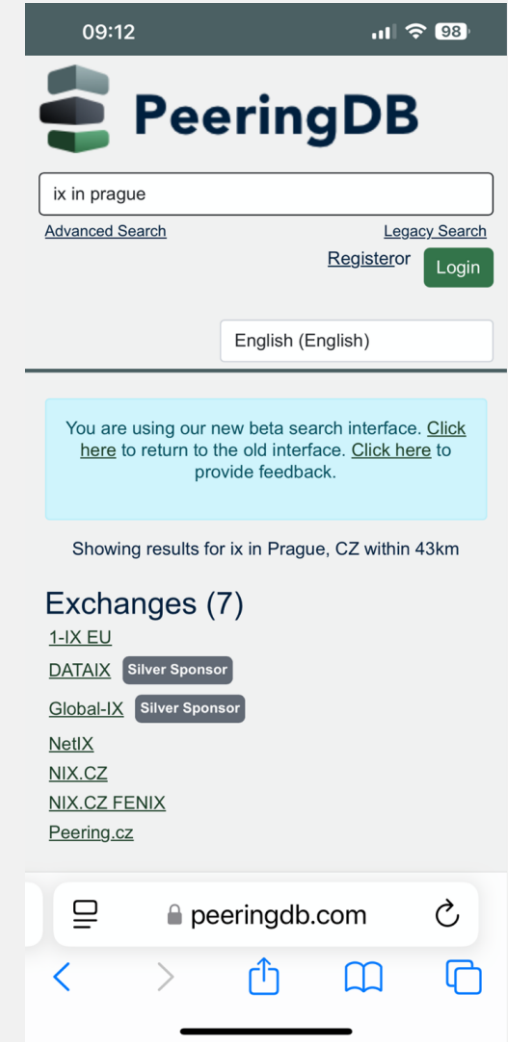 09:12
98
PeeringDB
ix in prague
Advanced Search
Legacy Search
Registeror
Login
English (English)
You are using our new beta search interface. Click
here to return to the old interface. Click here to
provide feedback.
Showing results for ix in Prague, CZ within 43km
Exchanges (7)
1-IX EU
DATAIX Silver Sponsor
Global-IX Silver Sponsor
NetIX
NIX.CZ
NIX.CZ FENIX
Peering.cz
peeringdb.com